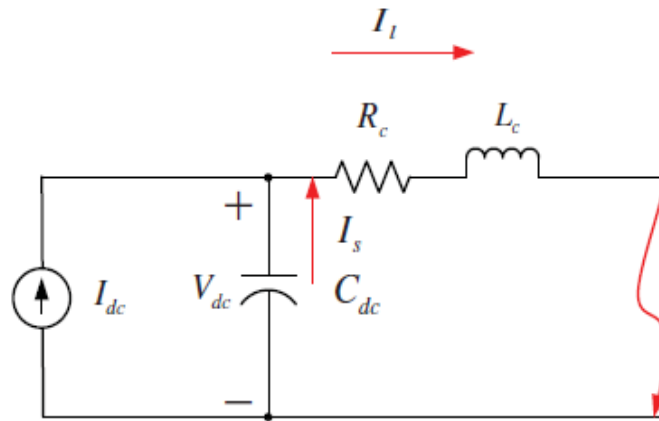 I_l
R_c
L_c
+
I_s
I_dc
V_dc
C_dc
−